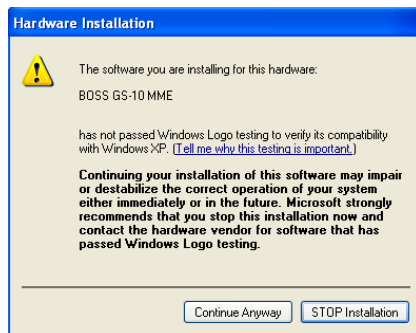 Hardware Installation
The software you are installing for this hardware:
BOSS GS-10 MME
has not passed Windows Logo testing to verify its compatibility
with Windows XP. (Tell me why this testing is important.)
Continuing your installation of this software may impair
or destabilize the correct operation of your system
either immediately or in the future. Microsoft strongly
recommends that you stop this installation now and
contact the hardware vendor for software that has
passed Windows Logo testing.
Continue Anyway
STOP Installation